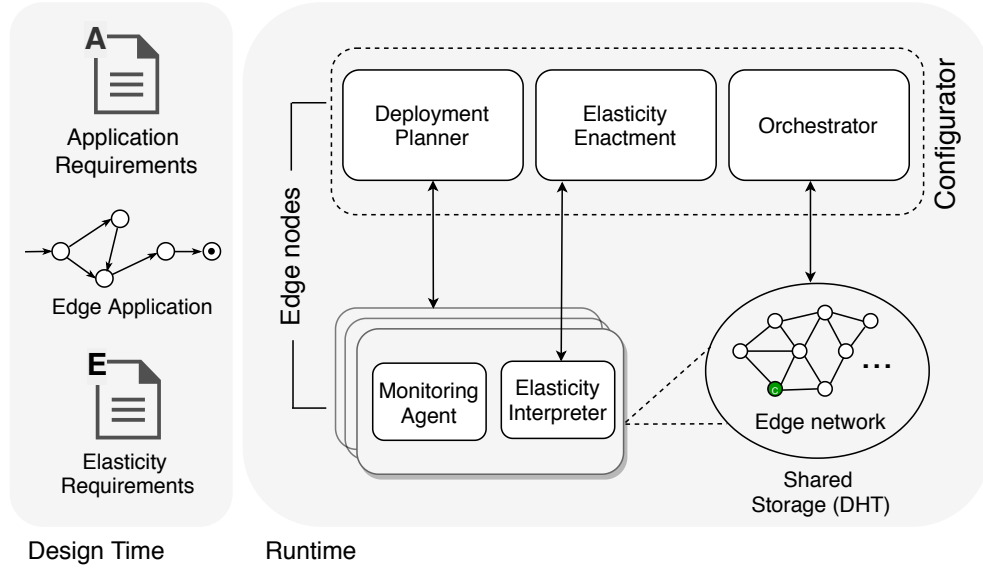 A
Application
Requirements
Edge Application
E
Elasticity
Requirements
Design Time
Edge nodes
Deployment
Planner
Elasticity
Enactment
Orchestrator
Configurator
Monitoring
Agent
Elasticity
Interpreter
C
...
Edge network
Shared
Storage (DHT)
Runtime